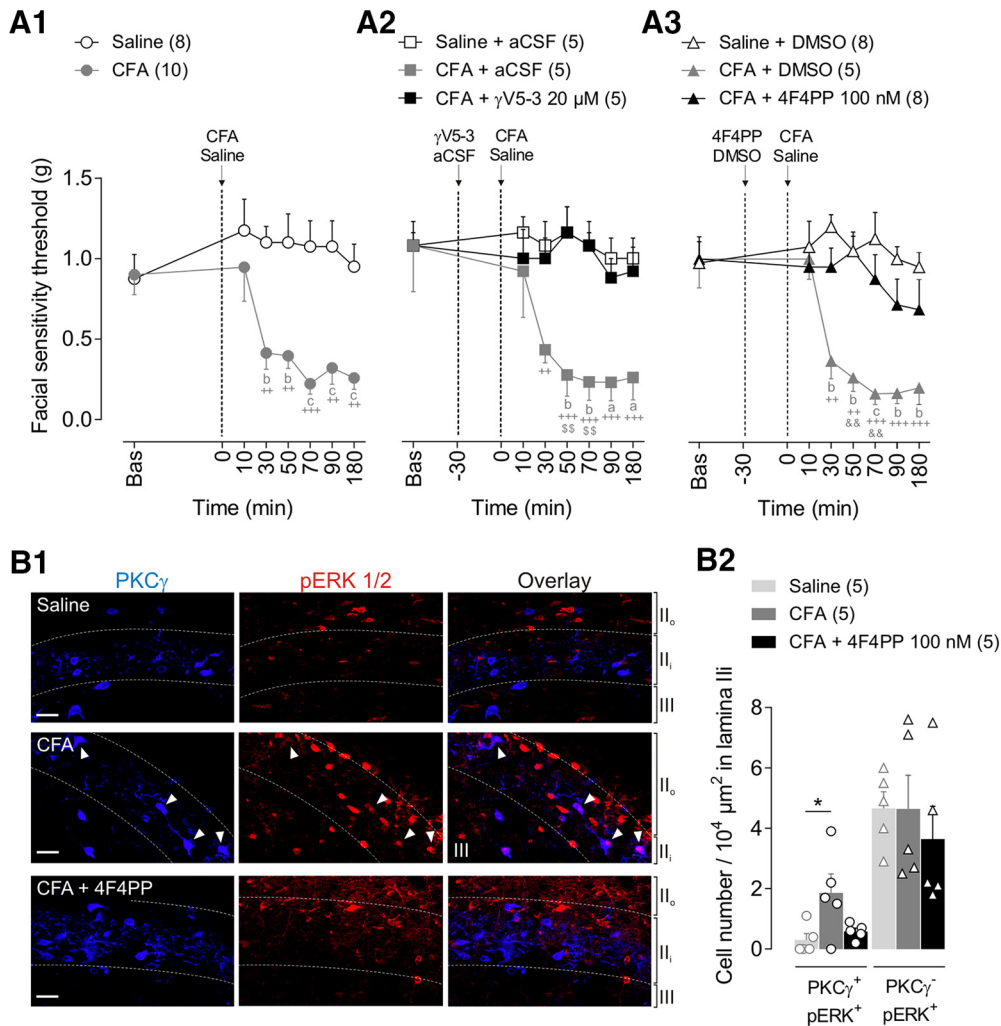 A1
Saline (8)
CFA (10)
A2
Saline + aCSF (5)
CFA + aCSF (5)
CFA + γV5-3 20 µM (5)
A3
Saline + DMSO (8)
CFA + DMSO (5)
CFA + 4F4PP 100 nM (8)
CFA
Saline
γV5-3
aCSF
CFA
Saline
4F4PP
DMSO
CFA
Saline
Facial sensitivity threshold (g)
1.5
1.0
0.5
0.0
b
++
b
++
c
+++
c
++
c
++
++
b
+++
$$
b
+++
$$
a
+++
a
+++
b
++
b
++
&&
c
+++
&&
b
+++
b
+++
Bas 0 10 30 50 70 90 180
Time (min)
Bas -30 0 10 30 50 70 90 180
Time (min)
Bas -30 0 10 30 50 70 90 180
Time (min)
B1
PKCγ pERK 1/2 Overlay
Saline
IIo
IIi
III
CFA
IIo
IIi
III
CFA + 4F4PP
IIo
IIi
III
B2
Saline (5)
CFA (5)
CFA + 4F4PP 100 nM (5)
Cell number / 10⁴ µm² in lamina IIi
8
6
4
2
0
*
PKCγ⁺
pERK⁺
PKCγ⁻
pERK⁺